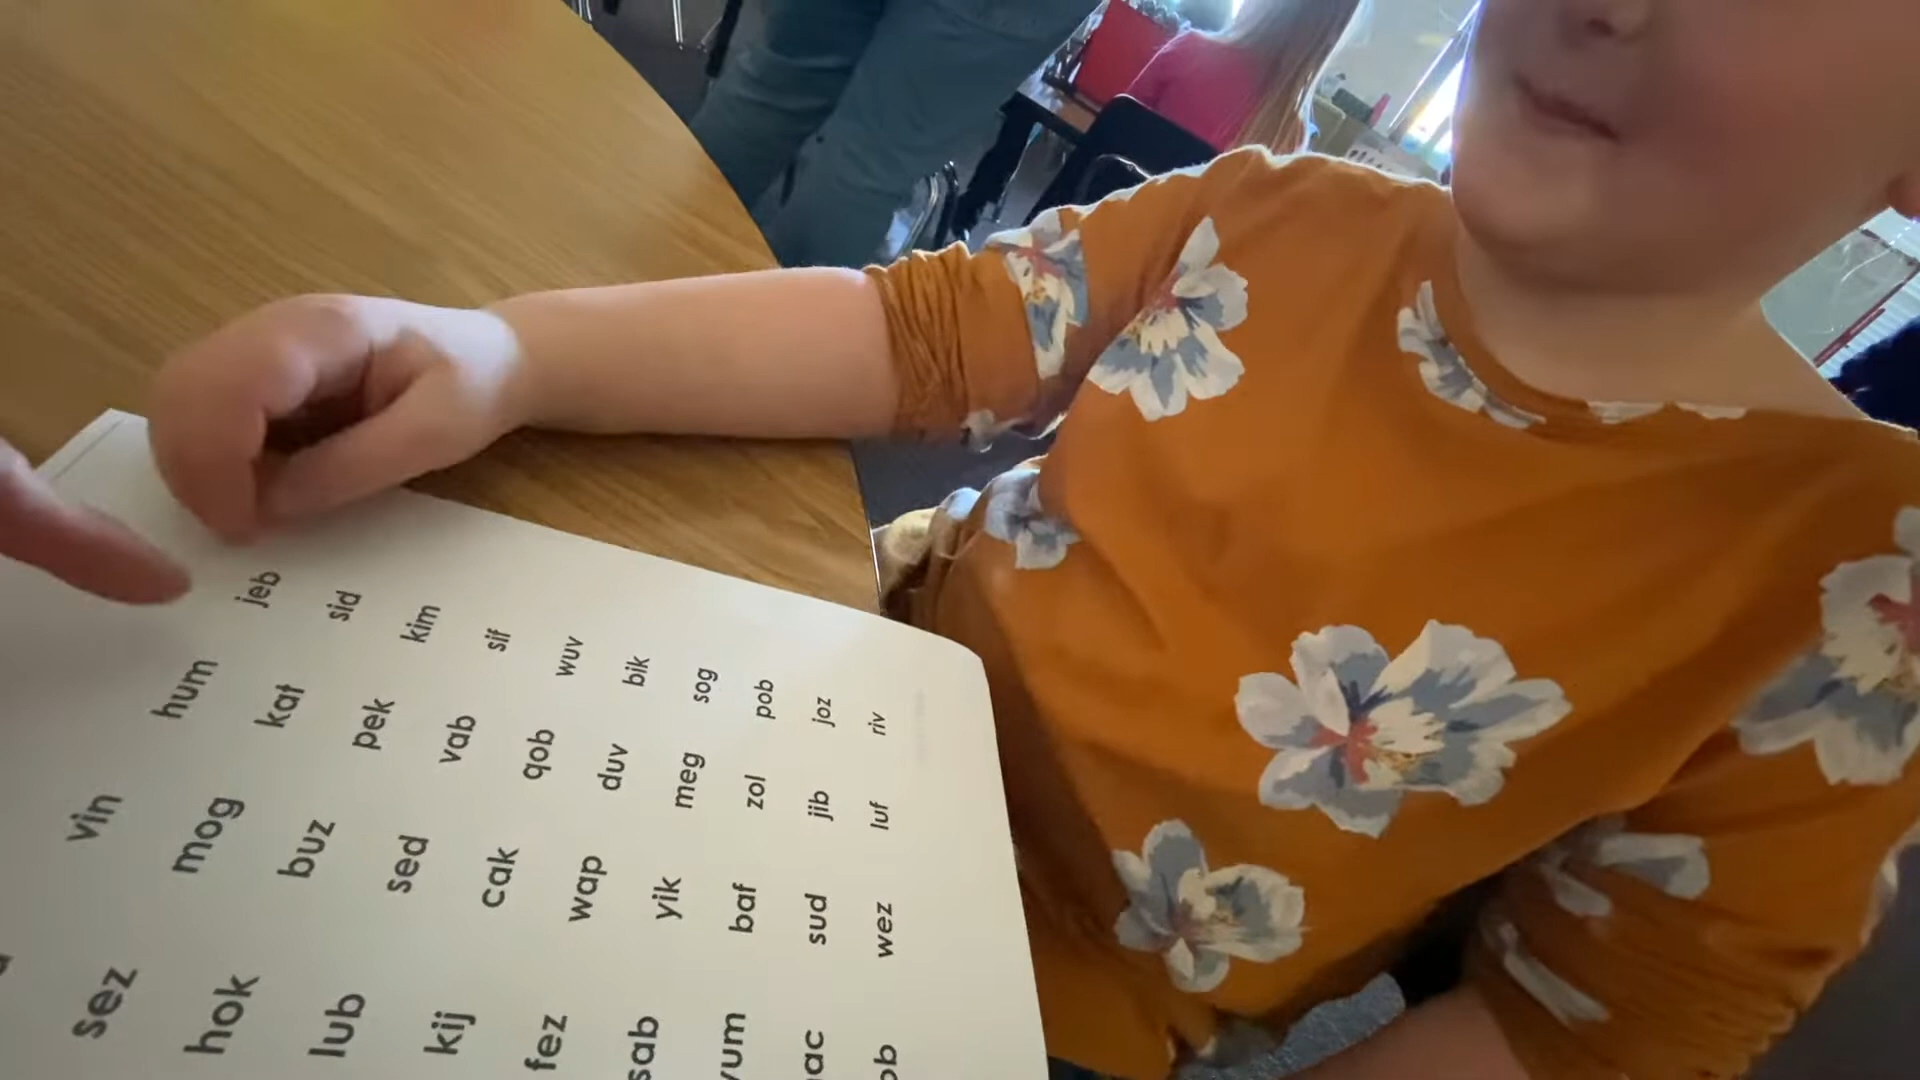 vin hum jeb
sez mog kat sid
hok buz pek kim
lub sed vab sif
kij cak qob wuv
fez wap duv bik
sab yik meg sog
baf zol pob
sud jib joz
wez luf riv